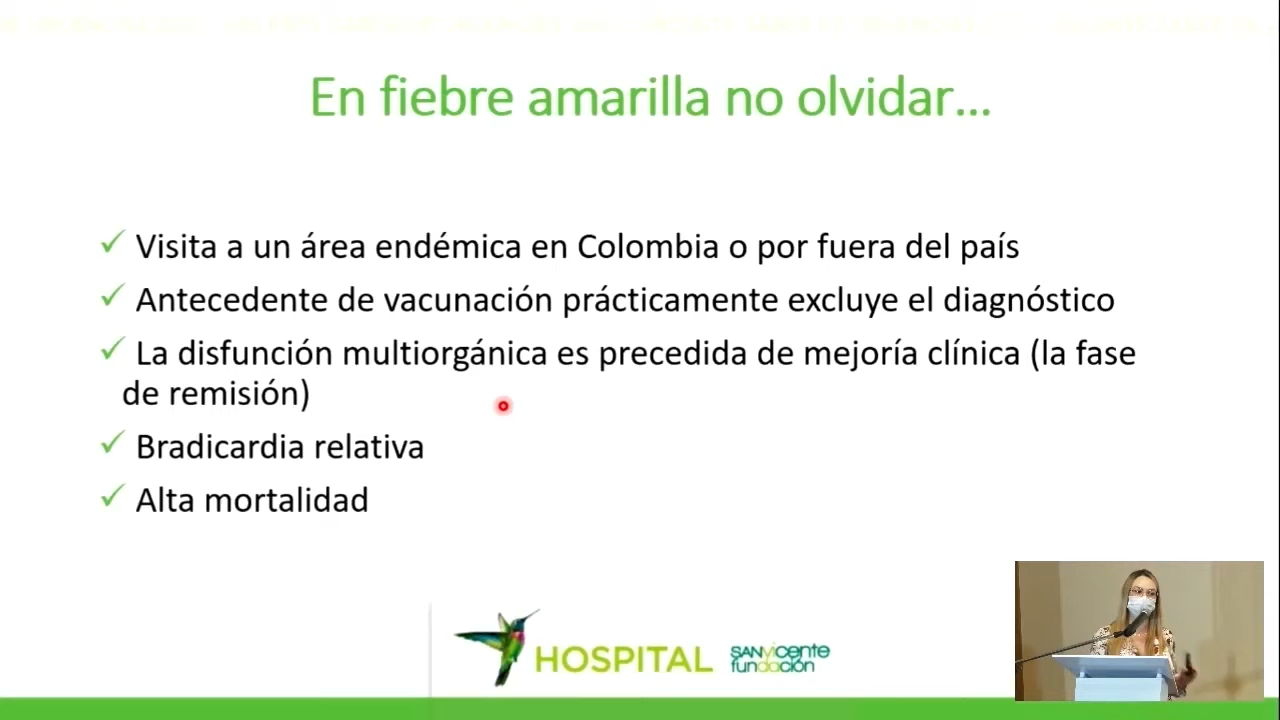 En fiebre amarilla no olvidar...
✓ Visita a un área endémica en Colombia o por fuera del país
✓ Antecedente de vacunación prácticamente excluye el diagnóstico
✓ La disfunción multiorgánica es precedida de mejoría clínica (la fase
de remisión)
✓ Bradicardia relativa
✓ Alta mortalidad
HOSPITAL
SANVicente
fundación